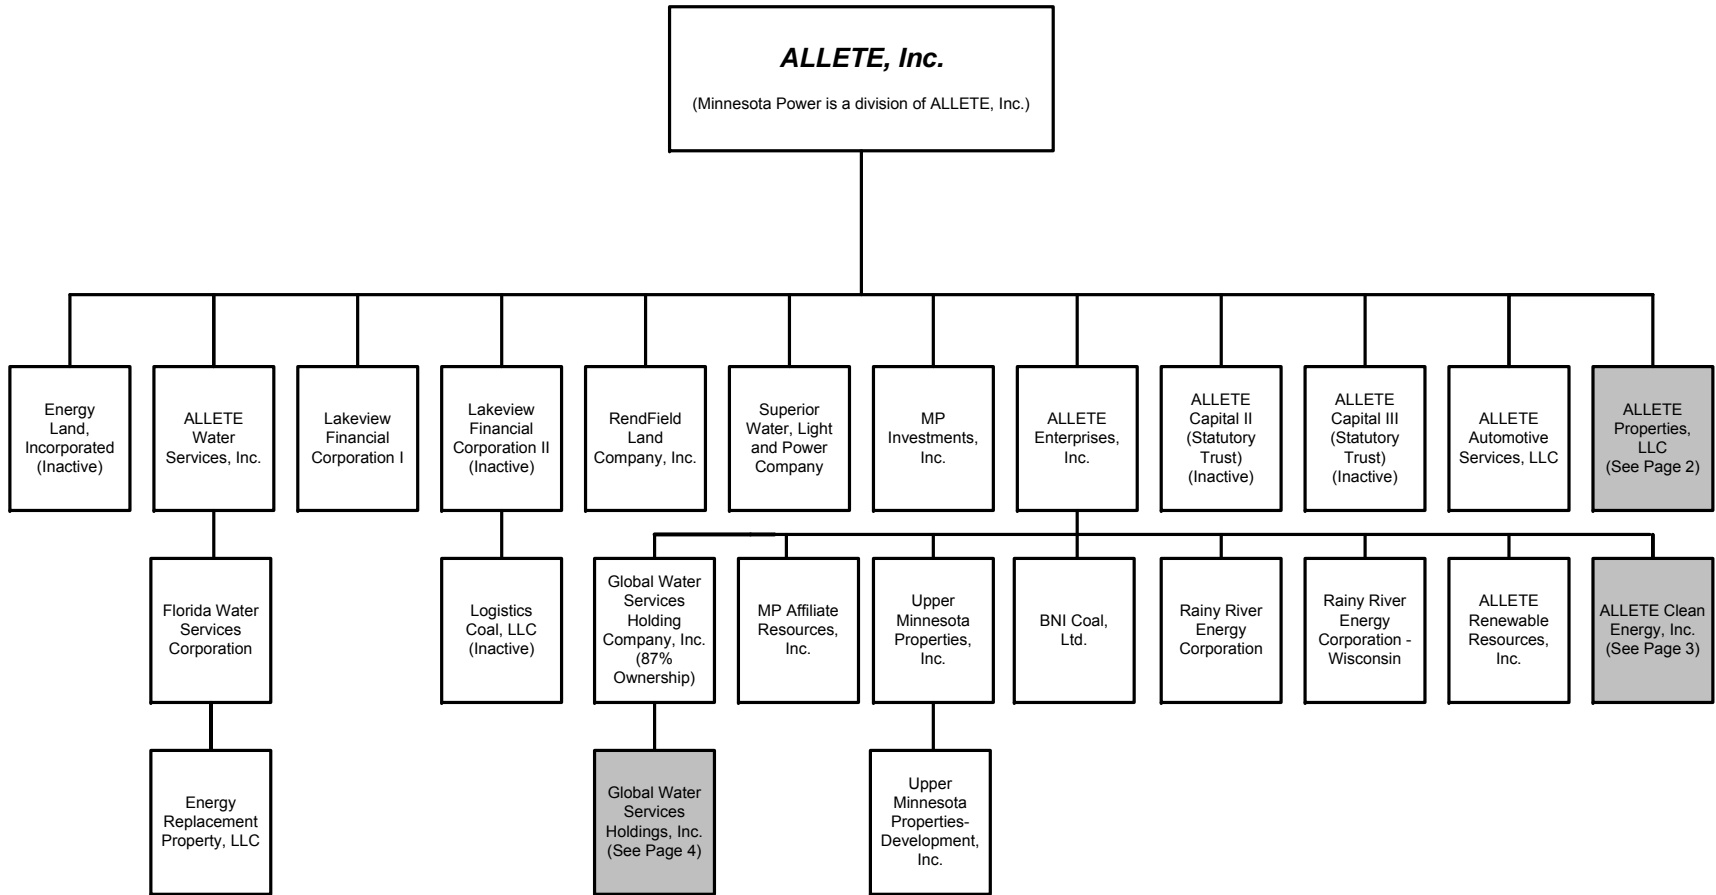 ALLETE, Inc.
(Minnesota Power is a division of ALLETE, Inc.)
Energy
Land,
Incorporated
(Inactive)
ALLETE
Water
Services, Inc.
Lakeview
Financial
Corporation I
Lakeview
Financial
Corporation II
(Inactive)
RendField
Land
Company, Inc.
Superior
Water, Light
and Power
Company
MP
Investments,
Inc.
ALLETE
Enterprises,
Inc.
ALLETE
Capital II
(Statutory
Trust)
(Inactive)
ALLETE
Capital III
(Statutory
Trust)
(Inactive)
ALLETE
Automotive
Services, LLC
ALLETE
Properties,
LLC
(See Page 2)
Florida Water
Services
Corporation
Logistics
Coal, LLC
(Inactive)
Global Water
Services
Holding
Company, Inc.
(87%
Ownership)
MP Affiliate
Resources,
Inc.
Upper
Minnesota
Properties,
Inc.
BNI Coal,
Ltd.
Rainy River
Energy
Corporation
Rainy River
Energy
Corporation -
Wisconsin
ALLETE
Renewable
Resources,
Inc.
ALLETE Clean
Energy, Inc.
(See Page 3)
Energy
Replacement
Property, LLC
Global Water
Services
Holdings, Inc.
(See Page 4)
Upper
Minnesota
Properties-
Development,
Inc.